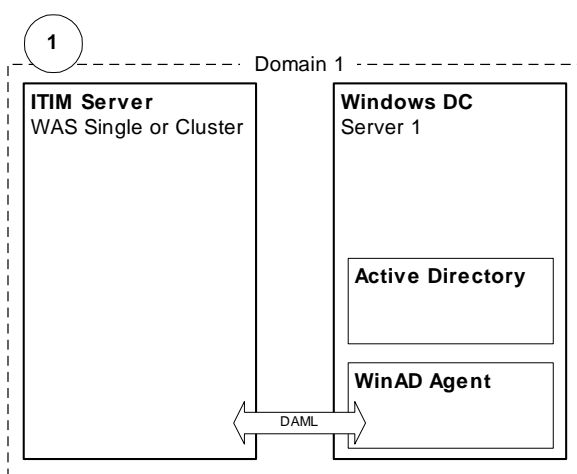 1
Domain 1
ITIM Server
WAS Single or Cluster
Windows DC
Server 1
Active Directory
WinAD Agent
DAML